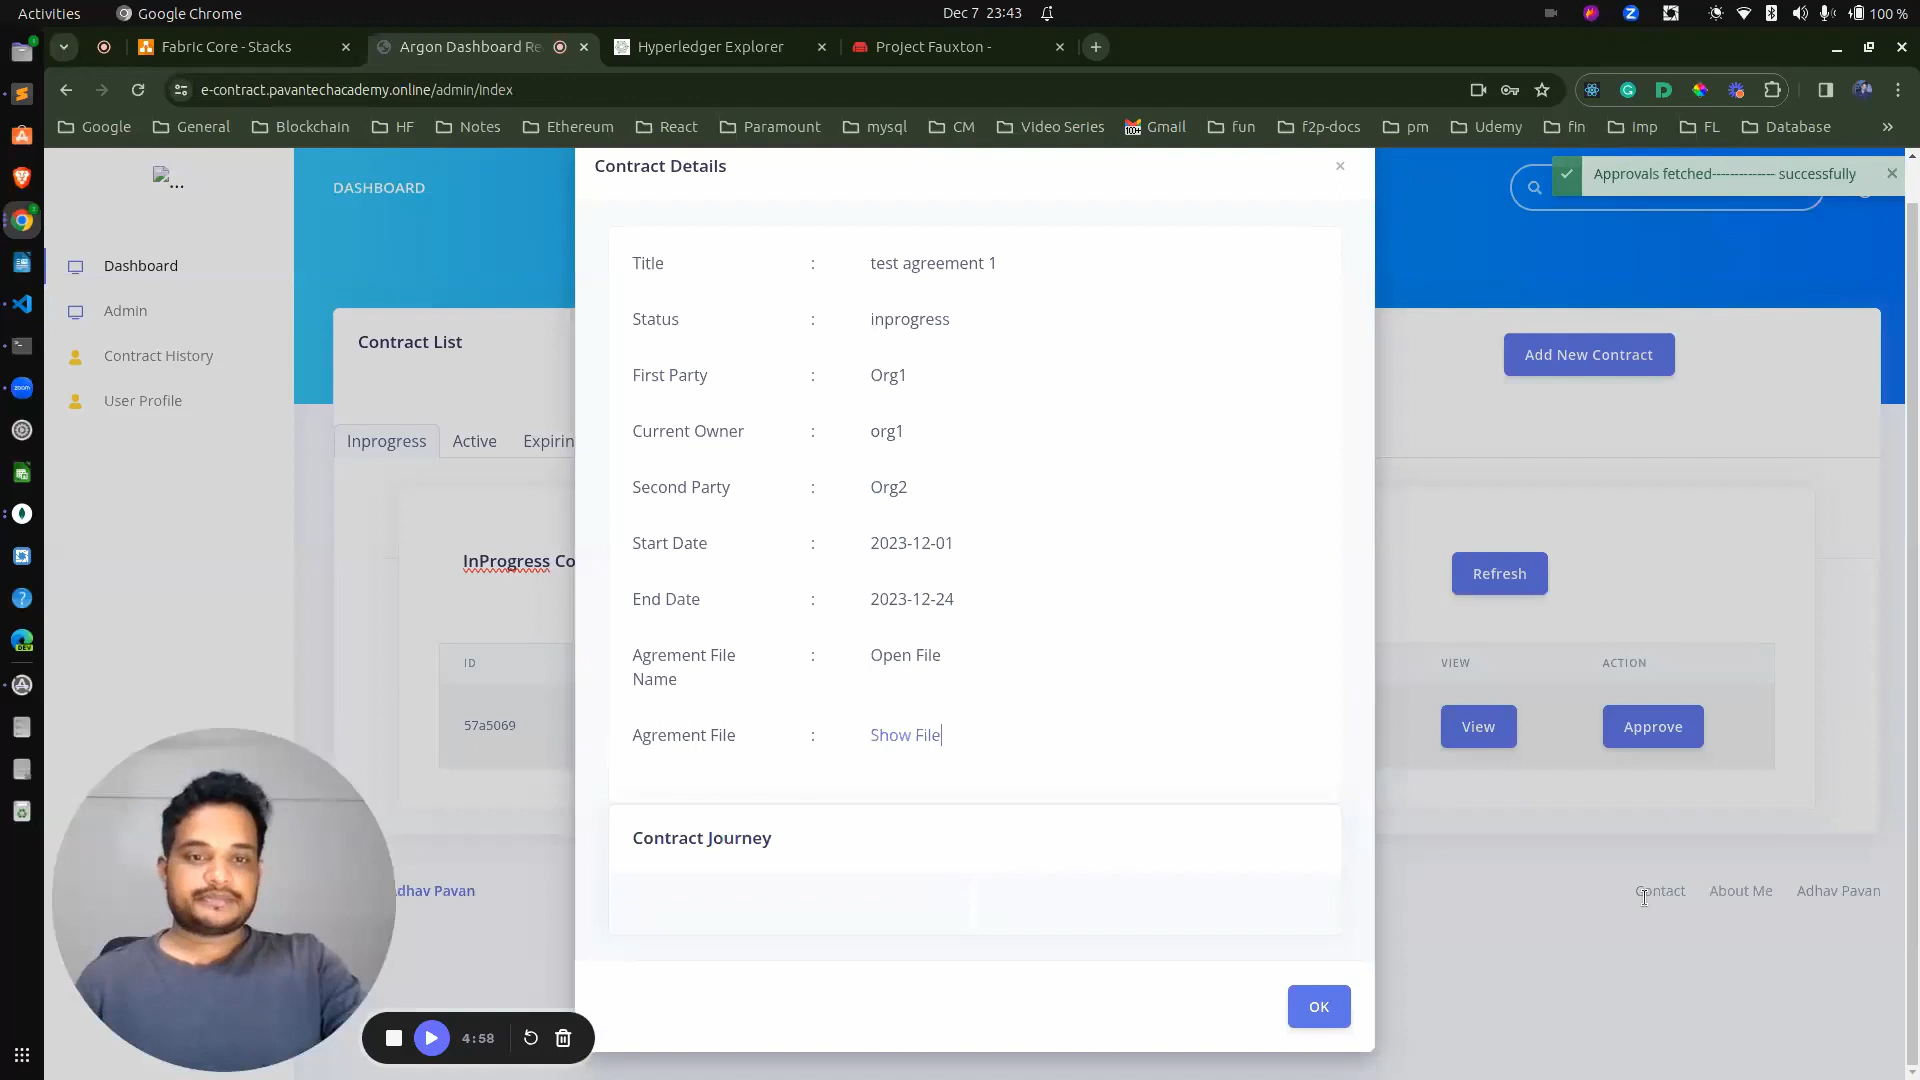 Activities
Google Chrome
Dec 7 23:43
100 %
Fabric Core - Stacks
Argon Dashboard Re
Hyperledger Explorer
Project Fauxton -
e-contract.pavantechacademy.online/admin/index
Google
General
Blockchain
HF
Notes
Ethereum
React
Paramount
mysql
CM
Video Series
Gmail
fun
f2p-docs
pm
Udemy
fin
imp
FL
Database
»
...
DASHBOARD
Contract Details
×
Approvals fetched-------------- successfully
Dashboard
Admin
Contract History
User Profile
Contract List
Add New Contract
Inprogress
Active
Expirin
InProgress Co
Refresh
ID
VIEW
ACTION
57a5069
View
Approve
Title : test agreement 1
Status : inprogress
First Party : Org1
Current Owner : org1
Second Party : Org2
Start Date : 2023-12-01
End Date : 2023-12-24
Agrement File : Open File
Name
Agrement File : Show File
Contract Journey
dhav Pavan
Contact
About Me
Adhav Pavan
OK
4:58